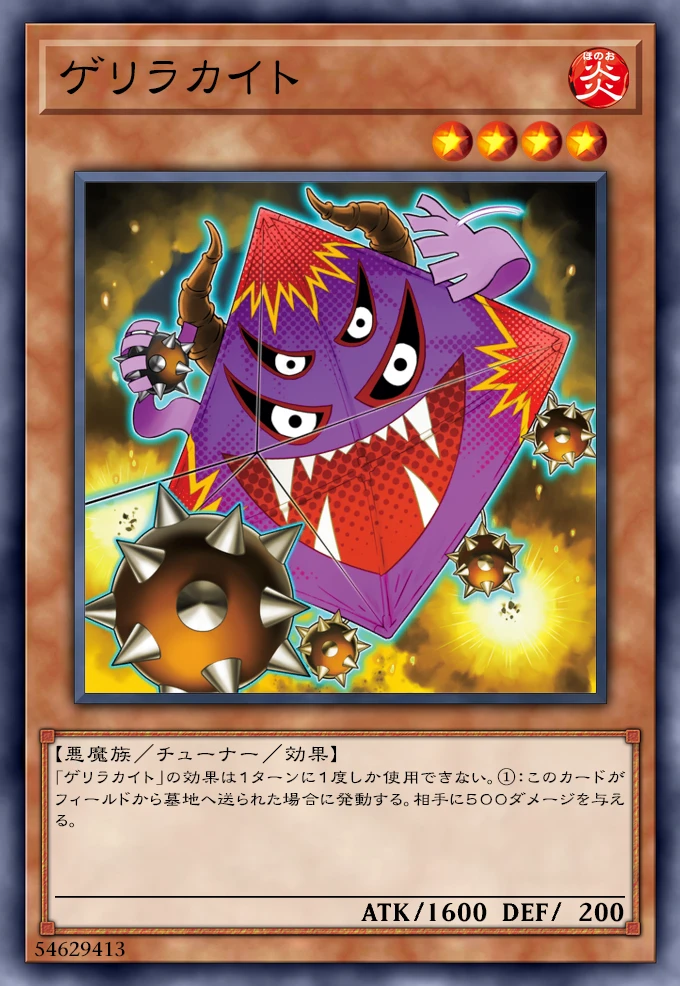 ゲリラカイト
ほのお
炎
【悪魔族／チューナー／効果】
「ゲリラカイト」の効果は１ターンに１度しか使用できない。①：このカードが
フィールドから墓地へ送られた場合に発動する。相手に５００ダメージを与え
る。
ATK/1600 DEF/ 200
54629413